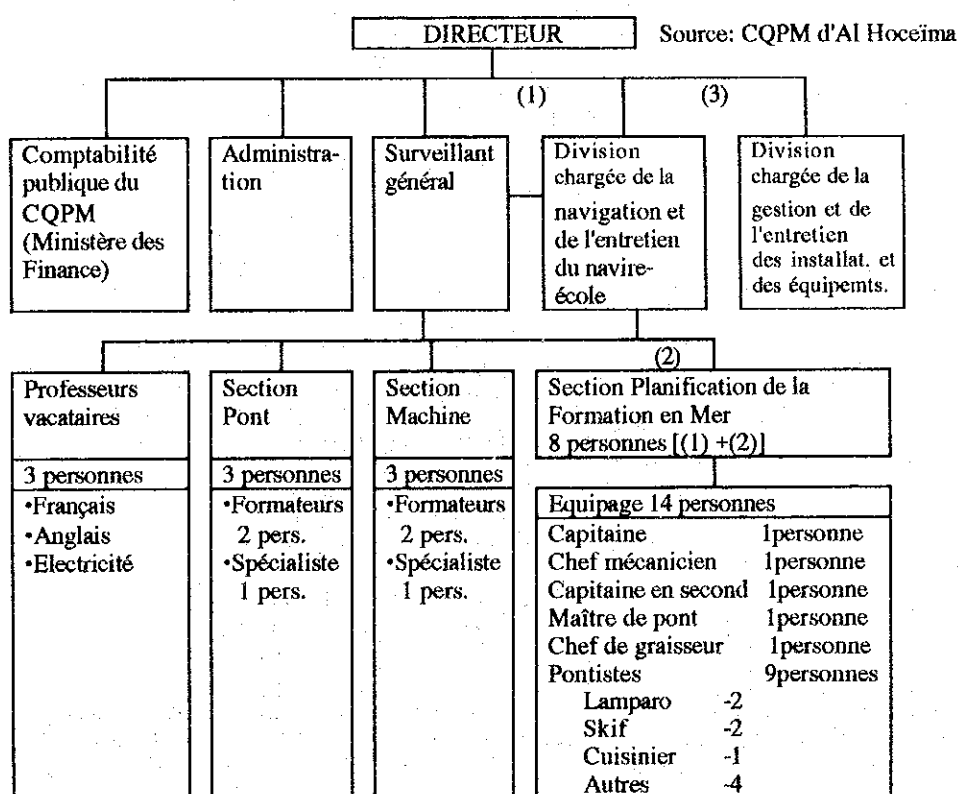 DIRECTEUR
Source: CQPM d'Al Hoceïma
(1)
(3)
Comptabilité
publique du
CQPM
(Ministère des
Finance)
Administra-
tion
Surveillant
général
Division
chargée de la
navigation et
de l'entretien
du navire-
école
Division
chargée de la
gestion et de
l'entretien
des installat. et
des équipemts.
(2)
Professeurs
vacataires
3 personnes
•Français
•Anglais
•Electricité
Section
Pont
3 personnes
•Formateurs
2 pers.
•Spécialiste
1 pers.
Section
Machine
3 personnes
•Formateurs
2 pers.
•Spécialiste
1 pers.
Section Planification de la
Formation en Mer
8 personnes [(1) +(2)]
Equipage 14 personnes
Capitaine 1personne
Chef mécanicien 1personne
Capitaine en second 1personne
Maître de pont 1personne
Chef de graisseur 1personne
Pontistes 9personnes
Lamparo -2
Skif -2
Cuisinier -1
Autres -4